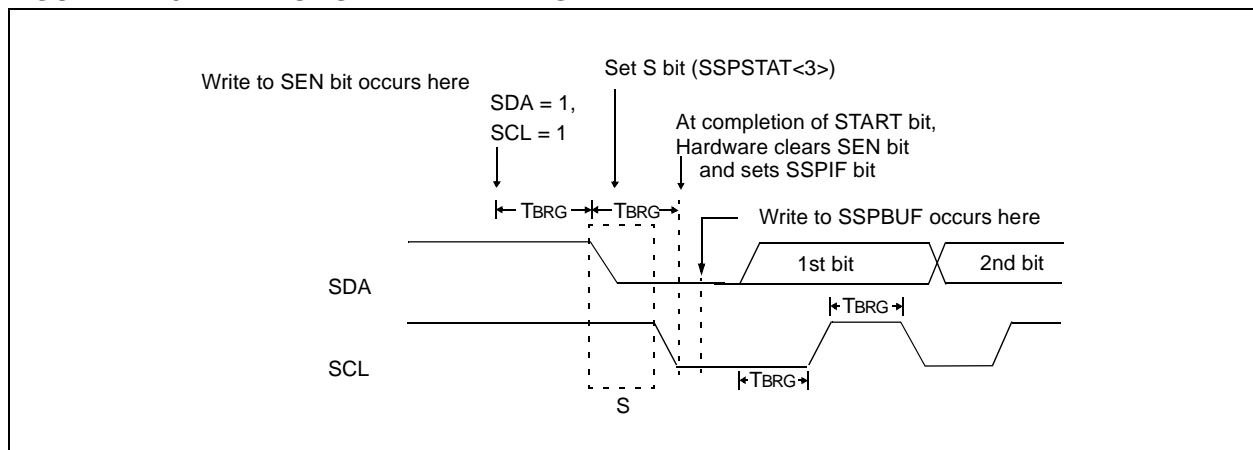 Set S bit (SSPSTAT<3>)
Write to SEN bit occurs here
SDA = 1,
SCL = 1
At completion of START bit,
Hardware clears SEN bit
and sets SSPIF bit
TBRG
TBRG
Write to SSPBUF occurs here
1st bit
2nd bit
SDA
TBRG
SCL
TBRG
S